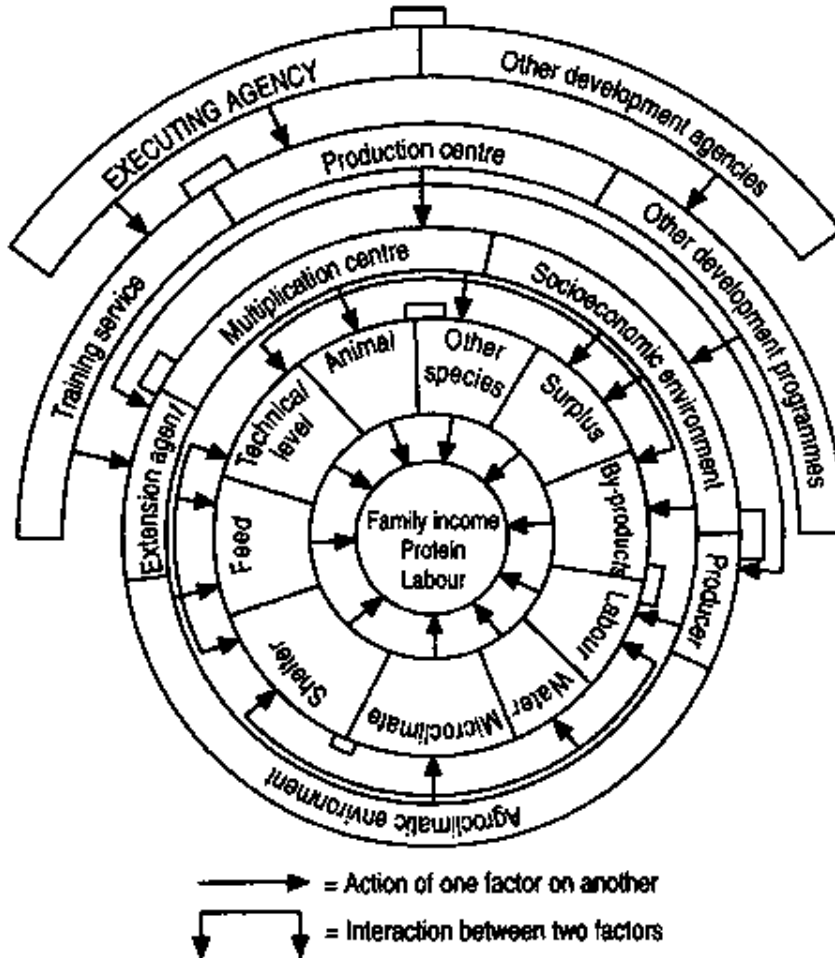 EXECUTING AGENCY
Other development agencies
Training service
Production centre
Other development programmes
Extension agent
Multiplication centre
Socioeconomic environment
Producer
Agroclimatic environment
Technical/
level
Animal
Other
species
Surplus
By-products
Labour
Water
Microclimate
Shelter
Feed
Family income
Protein
Labour
= Action of one factor on another
= Interaction between two factors